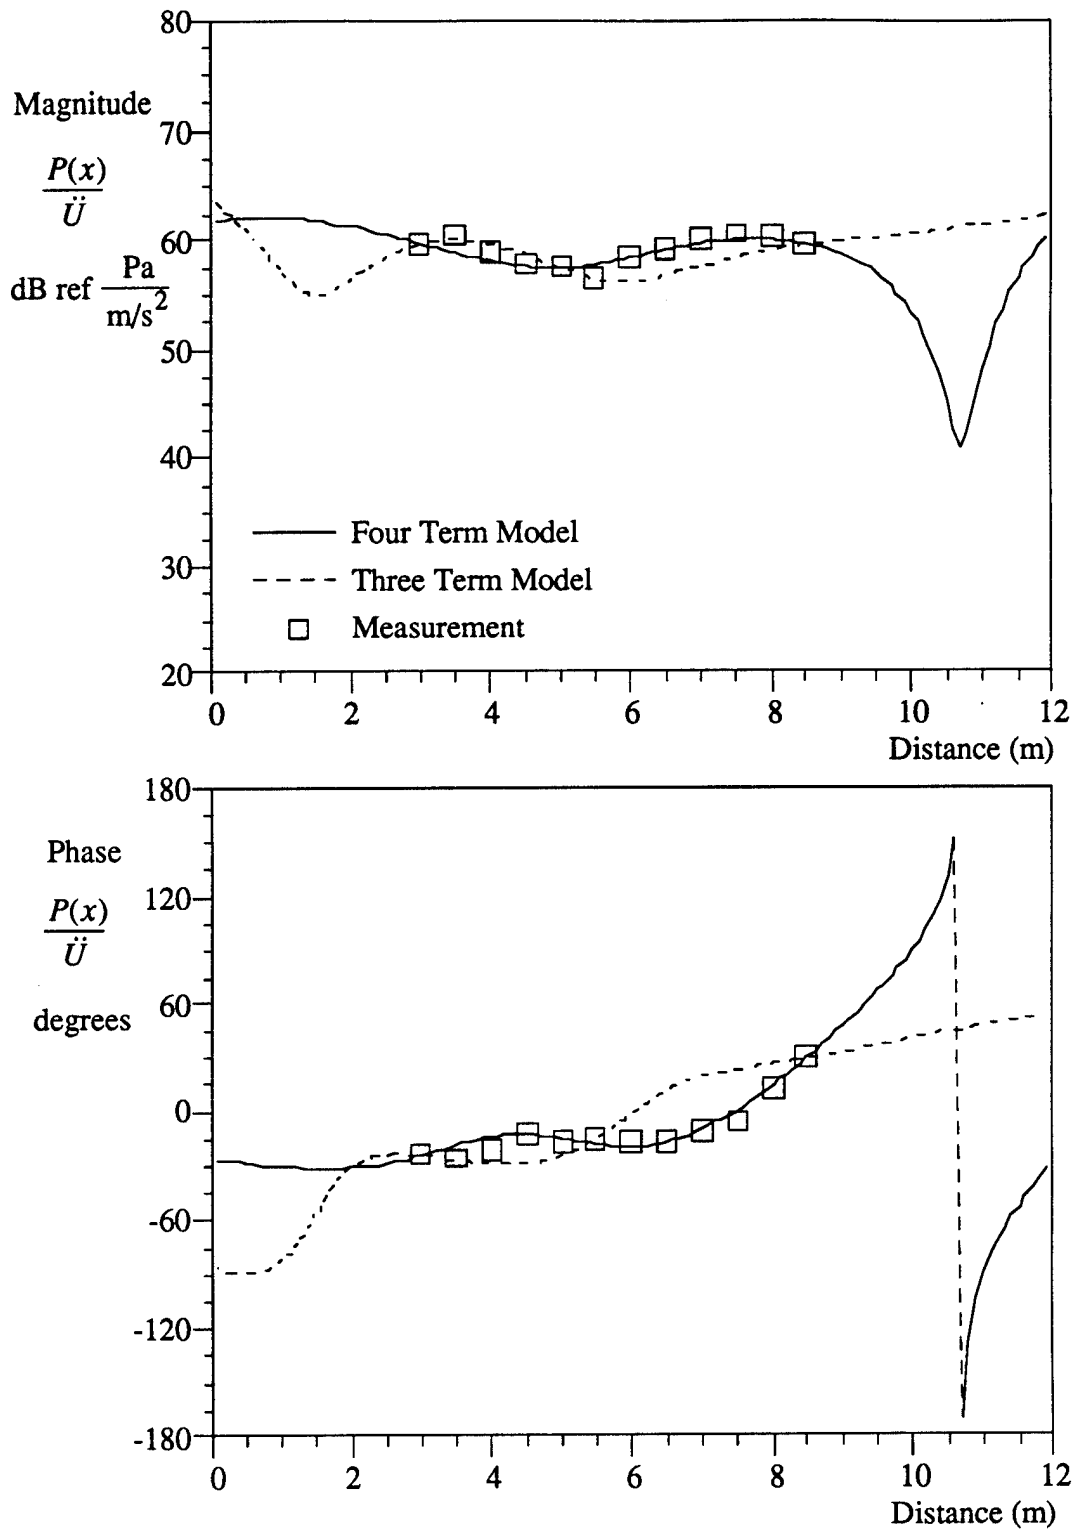 80
Magnitude
70
P(x)
Ü
60
dB ref Pa
m/s²
50
40
Four Term Model
30
Three Term Model
Measurement
20
0 2 4 6 8 10 12
Distance (m)
180
Phase
120
P(x)
Ü
60
degrees
0
-60
-120
-180
0 2 4 6 8 10 12
Distance (m)